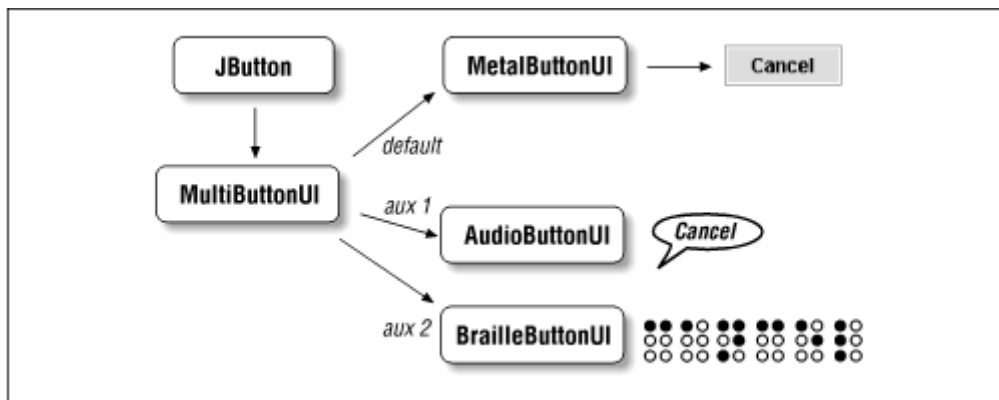 JButton
MetalButtonUI
Cancel
default
MultiButtonUI
aux 1
AudioButtonUI
Cancel
aux 2
BrailleButtonUI